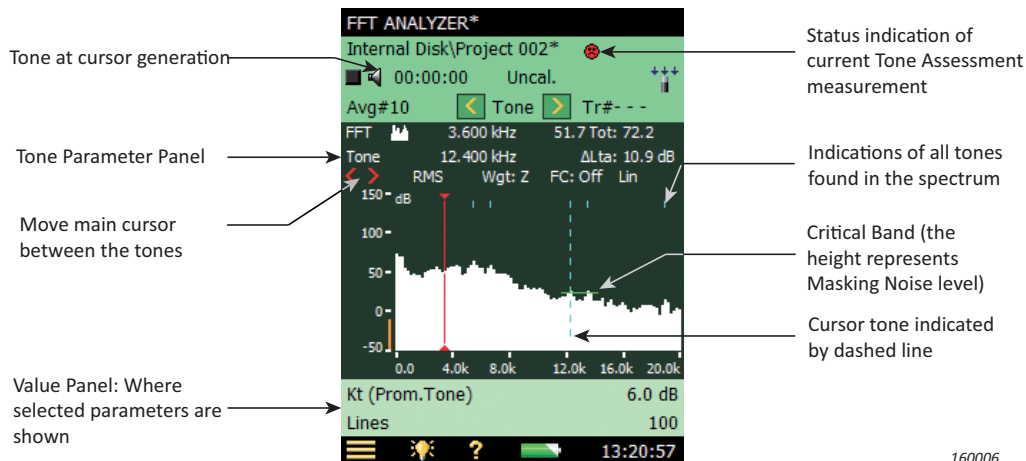 FFT ANALYZER*
Internal Disk\Project 002*
00:00:00 Uncal.
Avg#10 < Tone > Tr#- - -
FFT 3.600 kHz 51.7 Tot: 72.2
Tone 12.400 kHz ΔLta: 10.9 dB
< > RMS Wgt: Z FC: Off Lin
150 dB
100
50
0
-50
0.0 4.0k 8.0k 12.0k 16.0k 20.0k
Kt (Prom.Tone) 6.0 dB
Lines 100
? 13:20:57
Tone at cursor generation
Tone Parameter Panel
Move main cursor
between the tones
Value Panel: Where
selected parameters are
shown
Status indication of
current Tone Assessment
measurement
Indications of all tones
found in the spectrum
Critical Band (the
height represents
Masking Noise level)
Cursor tone indicated
by dashed line
160006